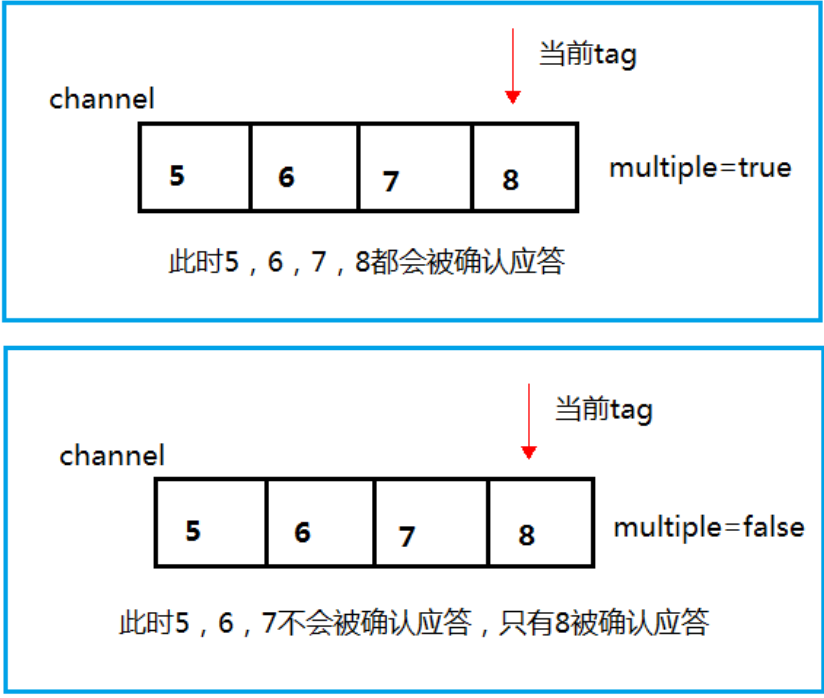 当前tag
channel
5 6 7 8 multiple=true
此时5，6，7，8都会被确认应答
当前tag
channel
5 6 7 8 multiple=false
此时5，6，7不会被确认应答，只有8被确认应答